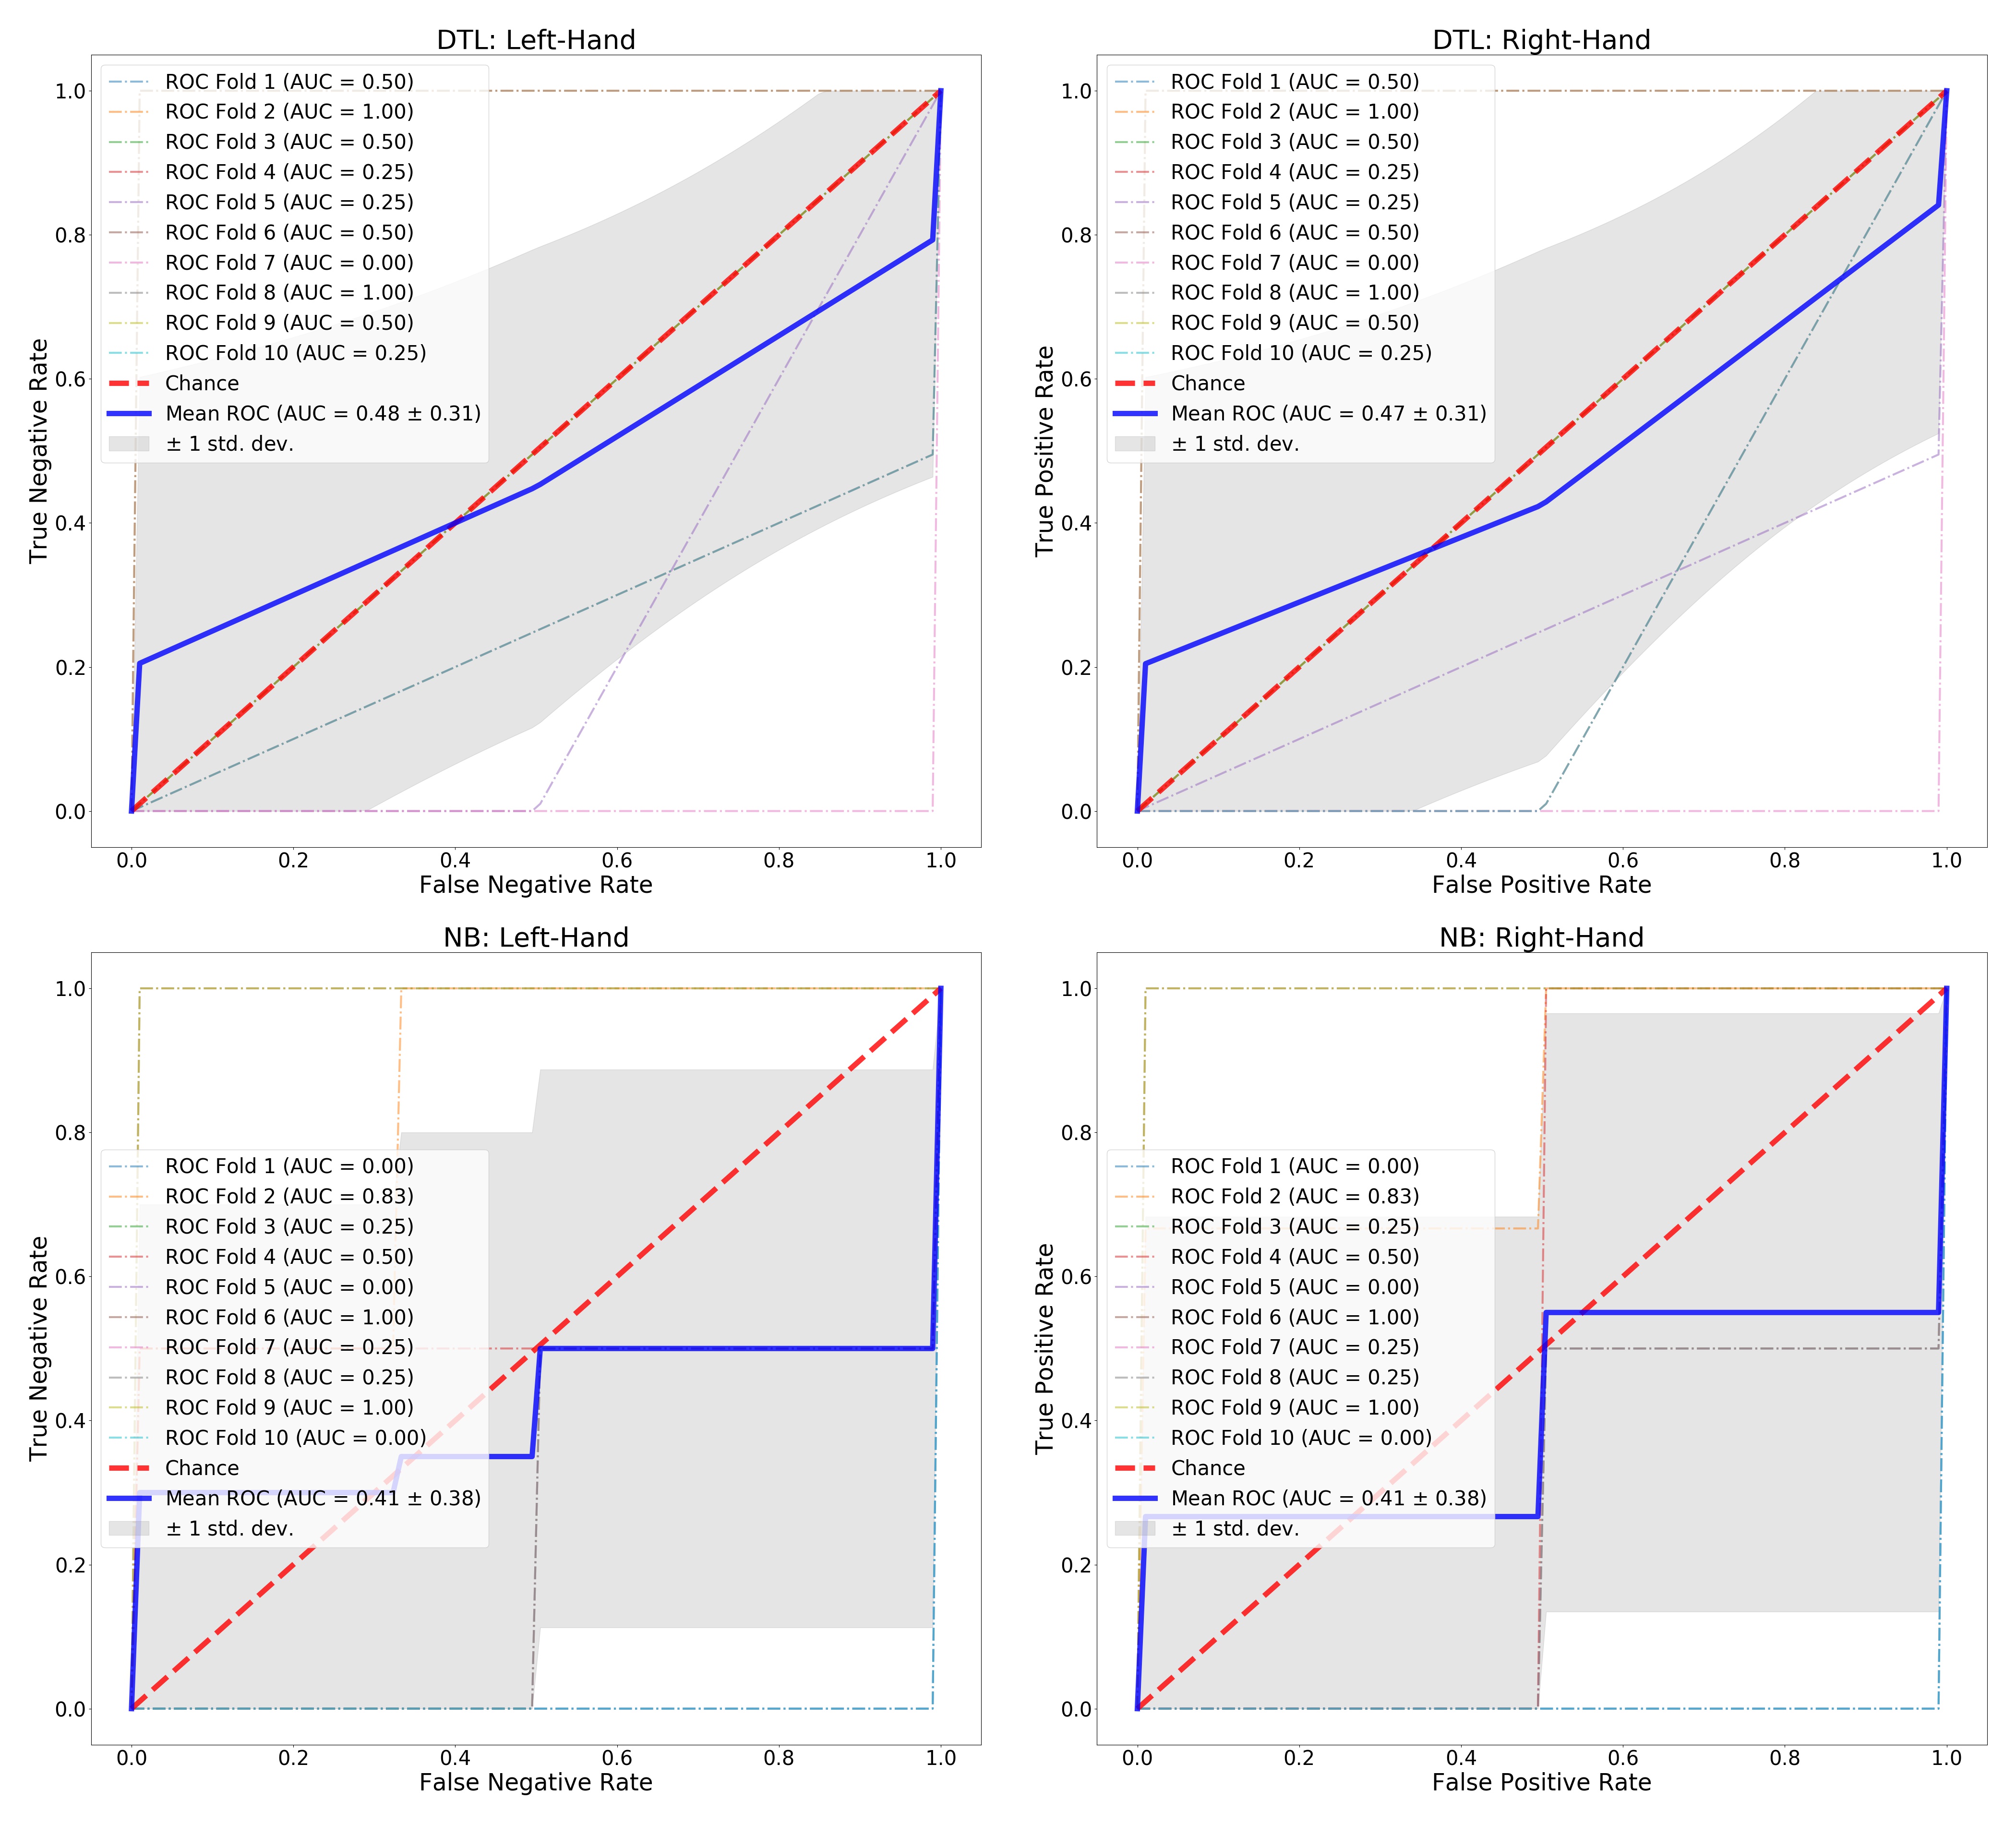 DTL: Left-Hand
True Negative Rate
1.0
0.8
0.6
0.4
0.2
0.0
ROC Fold 1 (AUC = 0.50)
ROC Fold 2 (AUC = 1.00)
ROC Fold 3 (AUC = 0.50)
ROC Fold 4 (AUC = 0.25)
ROC Fold 5 (AUC = 0.25)
ROC Fold 6 (AUC = 0.50)
ROC Fold 7 (AUC = 0.00)
ROC Fold 8 (AUC = 1.00)
ROC Fold 9 (AUC = 0.50)
ROC Fold 10 (AUC = 0.25)
Chance
Mean ROC (AUC = 0.48 ± 0.31)
± 1 std. dev.
0.0 0.2 0.4 0.6 0.8 1.0
False Negative Rate
DTL: Right-Hand
True Positive Rate
1.0
0.8
0.6
0.4
0.2
0.0
ROC Fold 1 (AUC = 0.50)
ROC Fold 2 (AUC = 1.00)
ROC Fold 3 (AUC = 0.50)
ROC Fold 4 (AUC = 0.25)
ROC Fold 5 (AUC = 0.25)
ROC Fold 6 (AUC = 0.50)
ROC Fold 7 (AUC = 0.00)
ROC Fold 8 (AUC = 1.00)
ROC Fold 9 (AUC = 0.50)
ROC Fold 10 (AUC = 0.25)
Chance
Mean ROC (AUC = 0.47 ± 0.31)
± 1 std. dev.
0.0 0.2 0.4 0.6 0.8 1.0
False Positive Rate
NB: Left-Hand
True Negative Rate
1.0
0.8
0.6
0.4
0.2
0.0
ROC Fold 1 (AUC = 0.00)
ROC Fold 2 (AUC = 0.83)
ROC Fold 3 (AUC = 0.25)
ROC Fold 4 (AUC = 0.50)
ROC Fold 5 (AUC = 0.00)
ROC Fold 6 (AUC = 1.00)
ROC Fold 7 (AUC = 0.25)
ROC Fold 8 (AUC = 0.25)
ROC Fold 9 (AUC = 1.00)
ROC Fold 10 (AUC = 0.00)
Chance
Mean ROC (AUC = 0.41 ± 0.38)
± 1 std. dev.
0.0 0.2 0.4 0.6 0.8 1.0
False Negative Rate
NB: Right-Hand
True Positive Rate
1.0
0.8
0.6
0.4
0.2
0.0
ROC Fold 1 (AUC = 0.00)
ROC Fold 2 (AUC = 0.83)
ROC Fold 3 (AUC = 0.25)
ROC Fold 4 (AUC = 0.50)
ROC Fold 5 (AUC = 0.00)
ROC Fold 6 (AUC = 1.00)
ROC Fold 7 (AUC = 0.25)
ROC Fold 8 (AUC = 0.25)
ROC Fold 9 (AUC = 1.00)
ROC Fold 10 (AUC = 0.00)
Chance
Mean ROC (AUC = 0.41 ± 0.38)
± 1 std. dev.
0.0 0.2 0.4 0.6 0.8 1.0
False Positive Rate